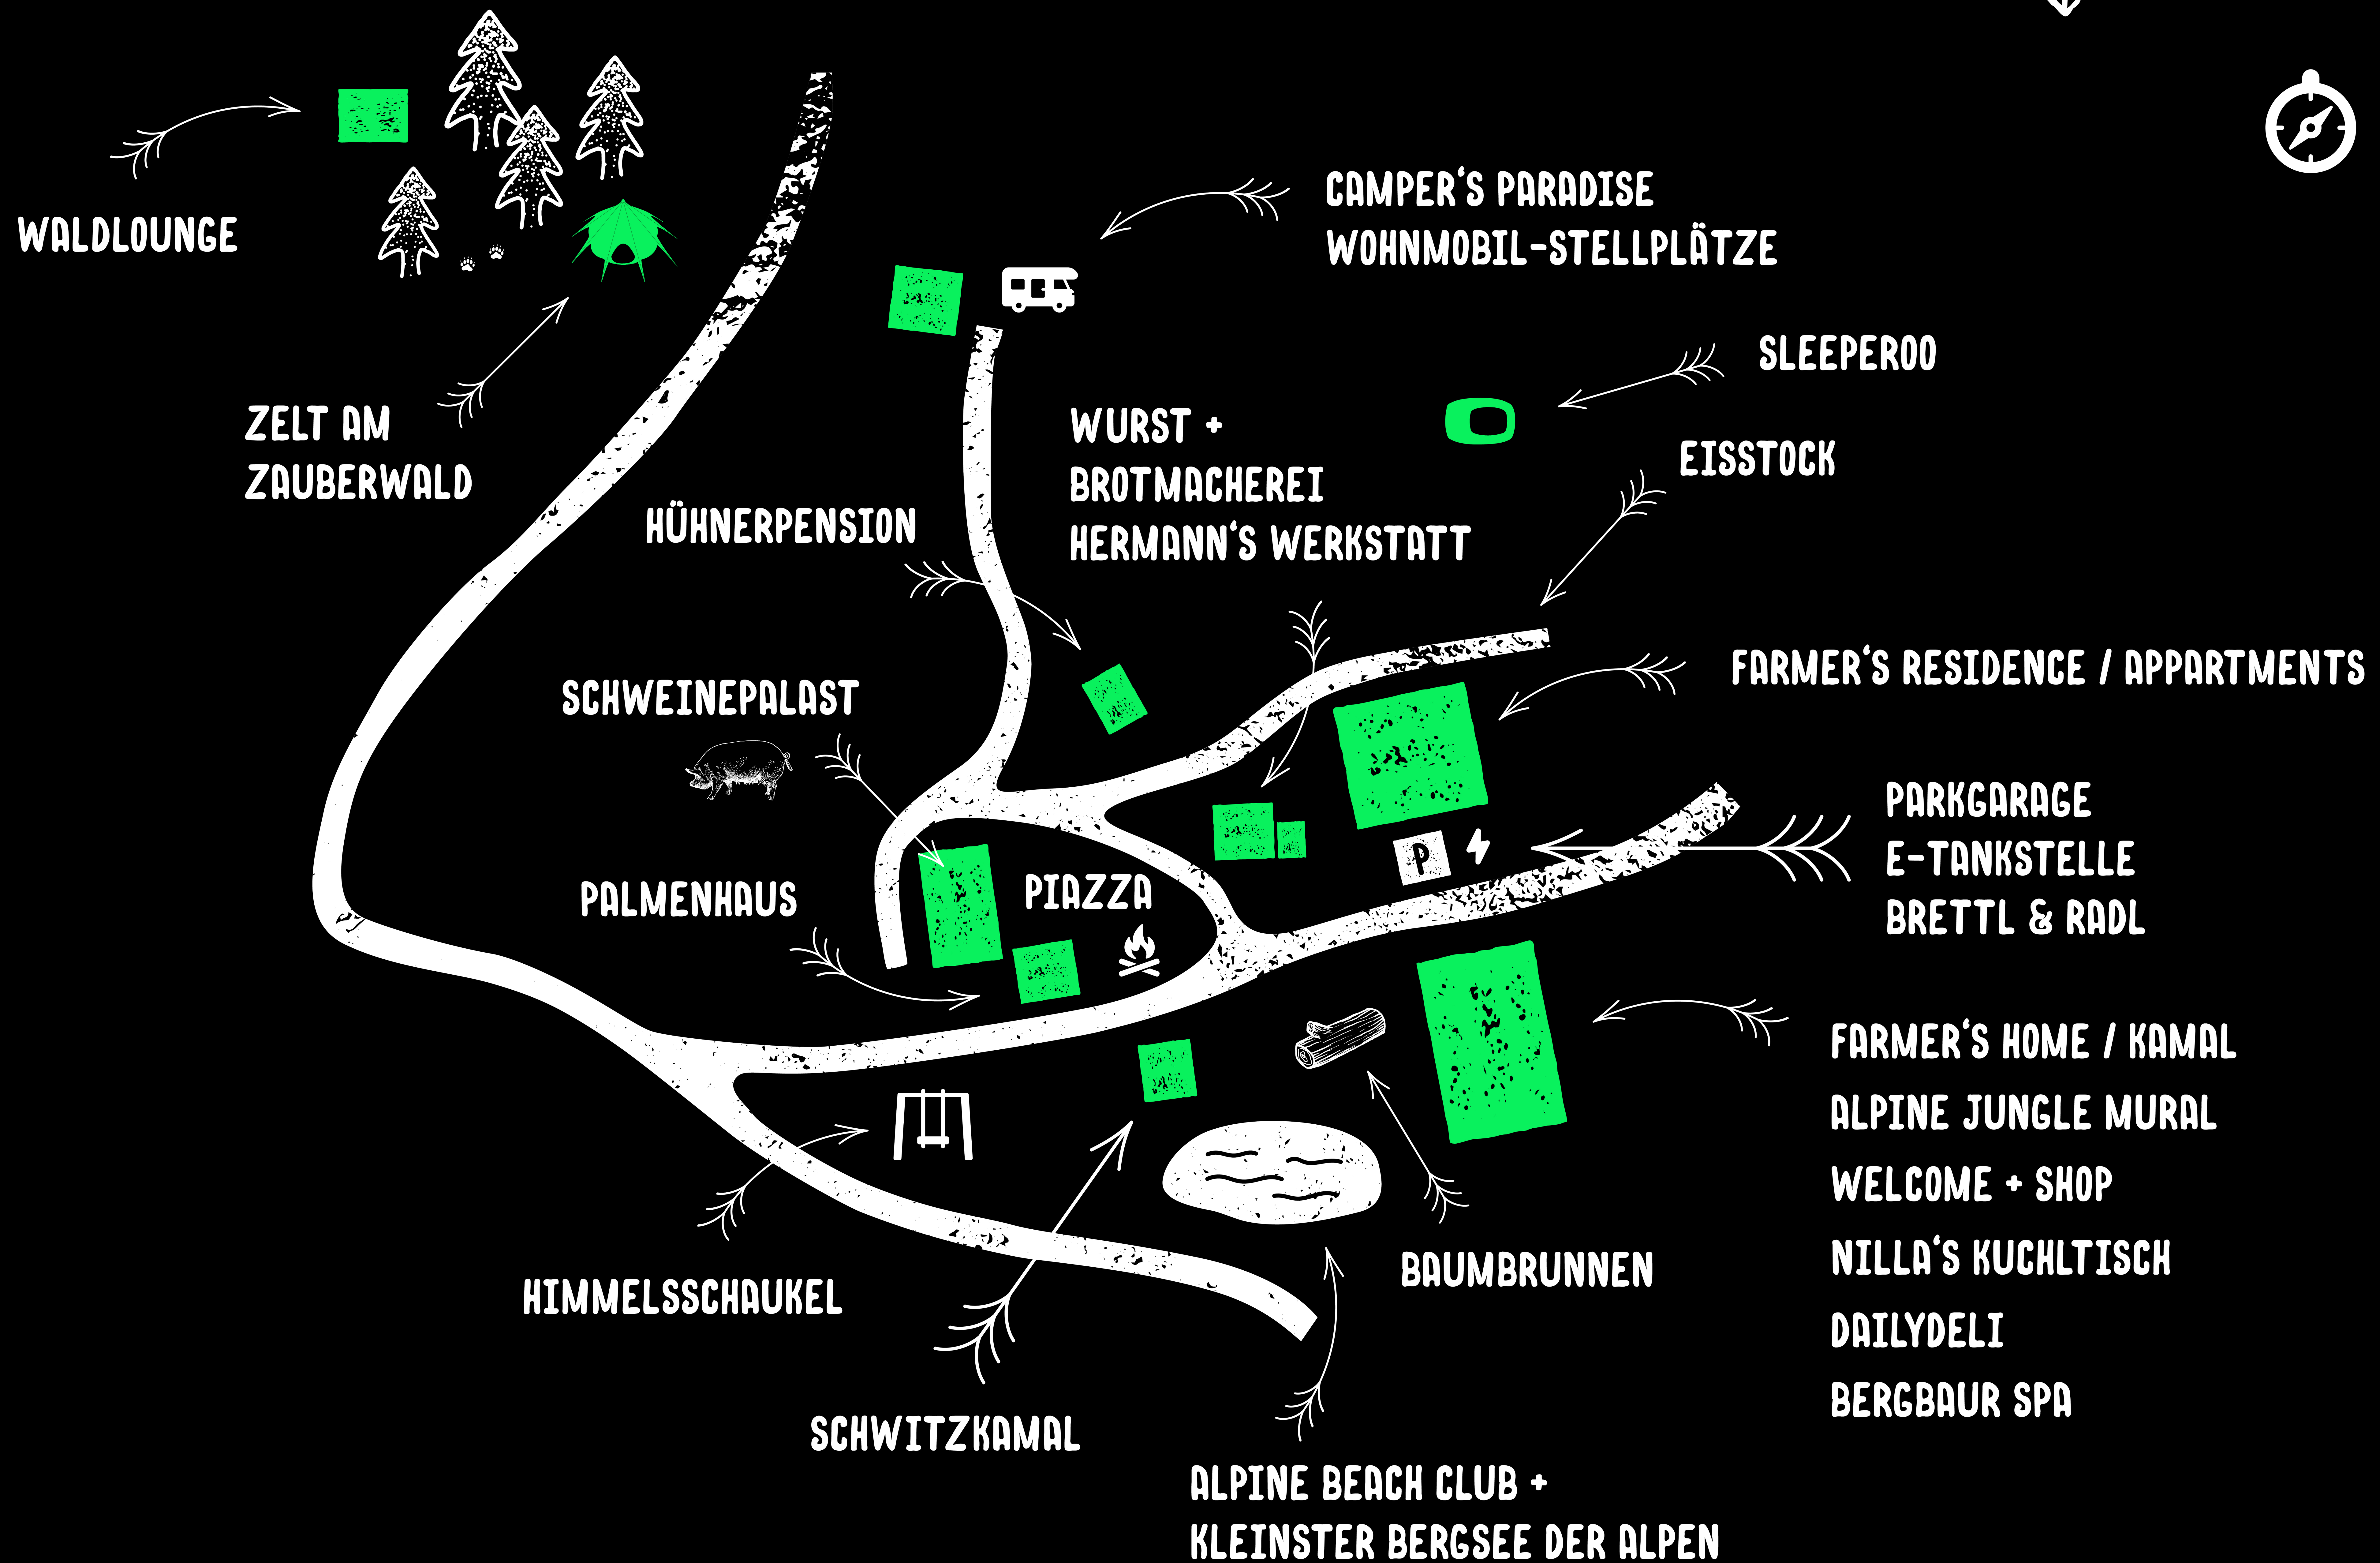 CAMPER'S PARADISE
WOHNMOBIL-STELLPLÄTZE
WALDLOUNGE
SLEEPEROO
ZELT AM
ZAUBERWALD
WURST +
BROTMACHEREI
HERMANN'S WERKSTATT
EISSTOCK
HÜHNERPENSION
FARMER'S RESIDENCE / APPARTMENTS
SCHWEINEPALAST
PARKGARAGE
E-TANKSTELLE
BRETTL & RADL
P
PALMENHAUS
PIAZZA
FARMER'S HOME / KAMAL
ALPINE JUNGLE MURAL
WELCOME + SHOP
NILLA'S KUCHLTISCH
DAILYDELI
BERGBAUR SPA
BAUMBRUNNEN
HIMMELSSCHAUKEL
SCHWITZKAMAL
ALPINE BEACH CLUB +
KLEINSTER BERGSEE DER ALPEN